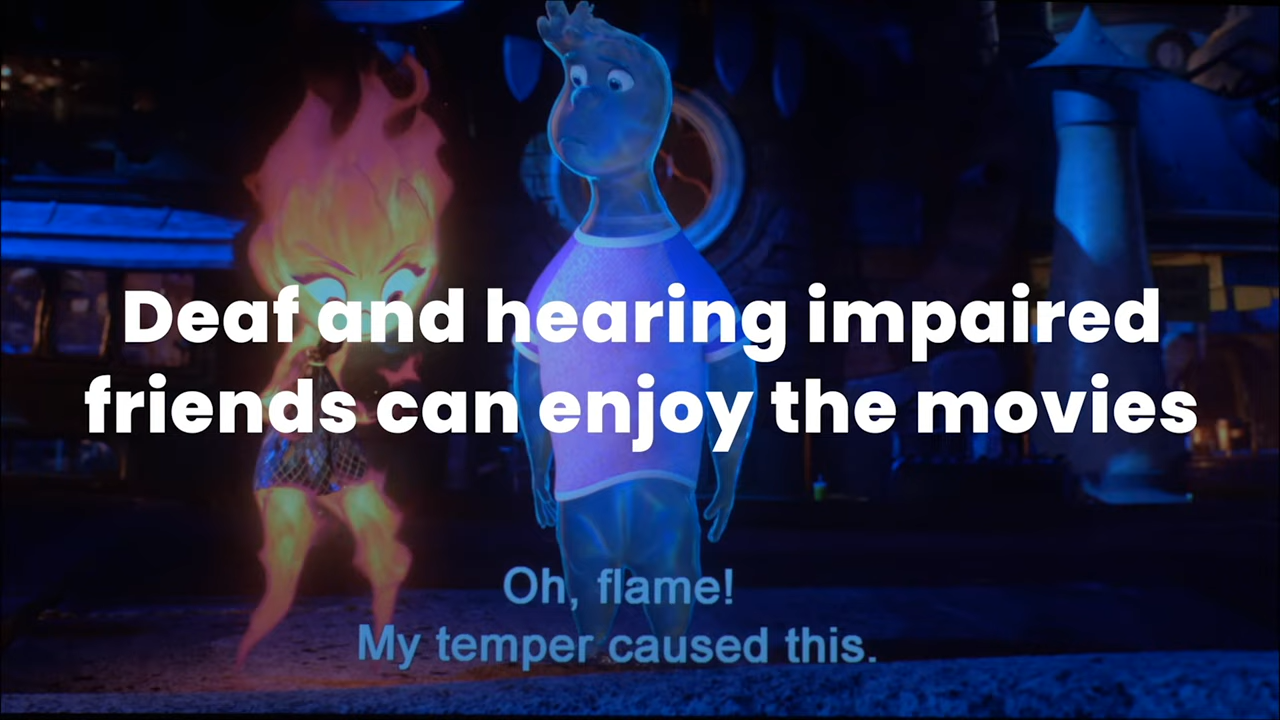 Deaf and hearing impaired
friends can enjoy the movies
Oh, flame!
My temper caused this.